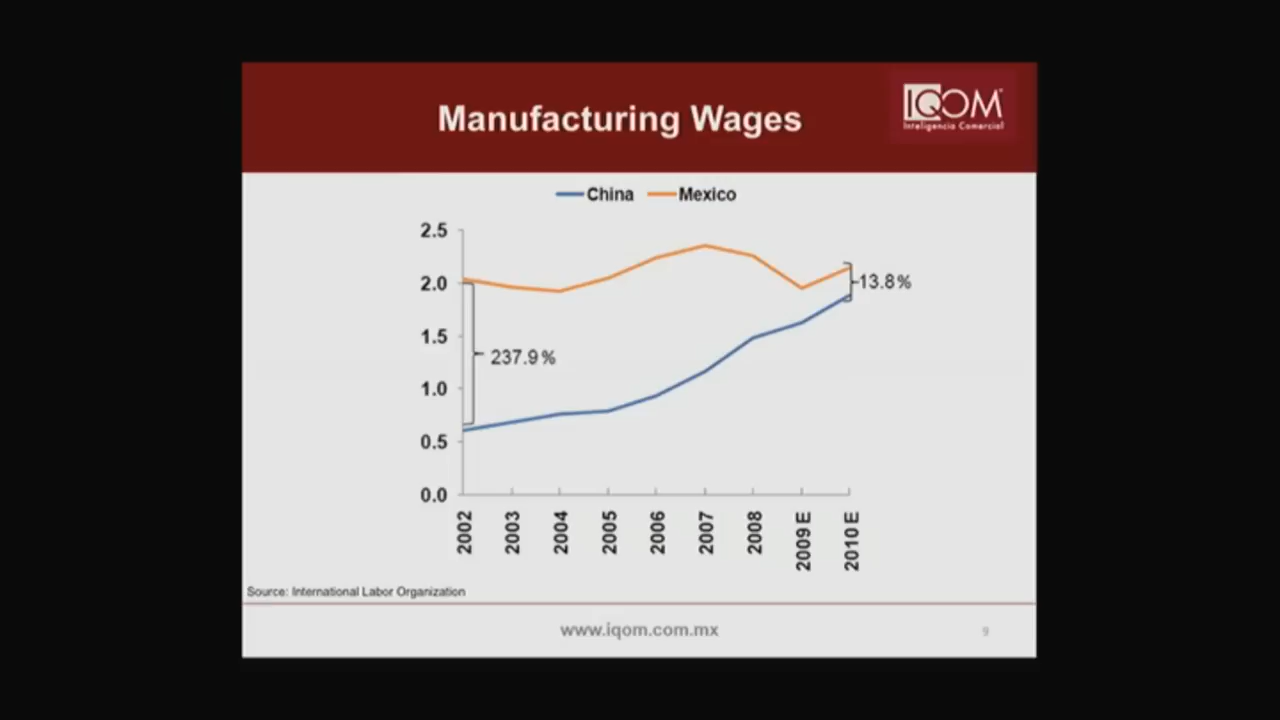 Manufacturing Wages
IQOM
Inteligencia Comercial
China Mexico
2.5
2.0
1.5
1.0
0.5
0.0
237.9%
13.8%
2002 2003 2004 2005 2006 2007 2008 2009 E 2010 E
Source: International Labor Organization
www.iqom.com.mx
9